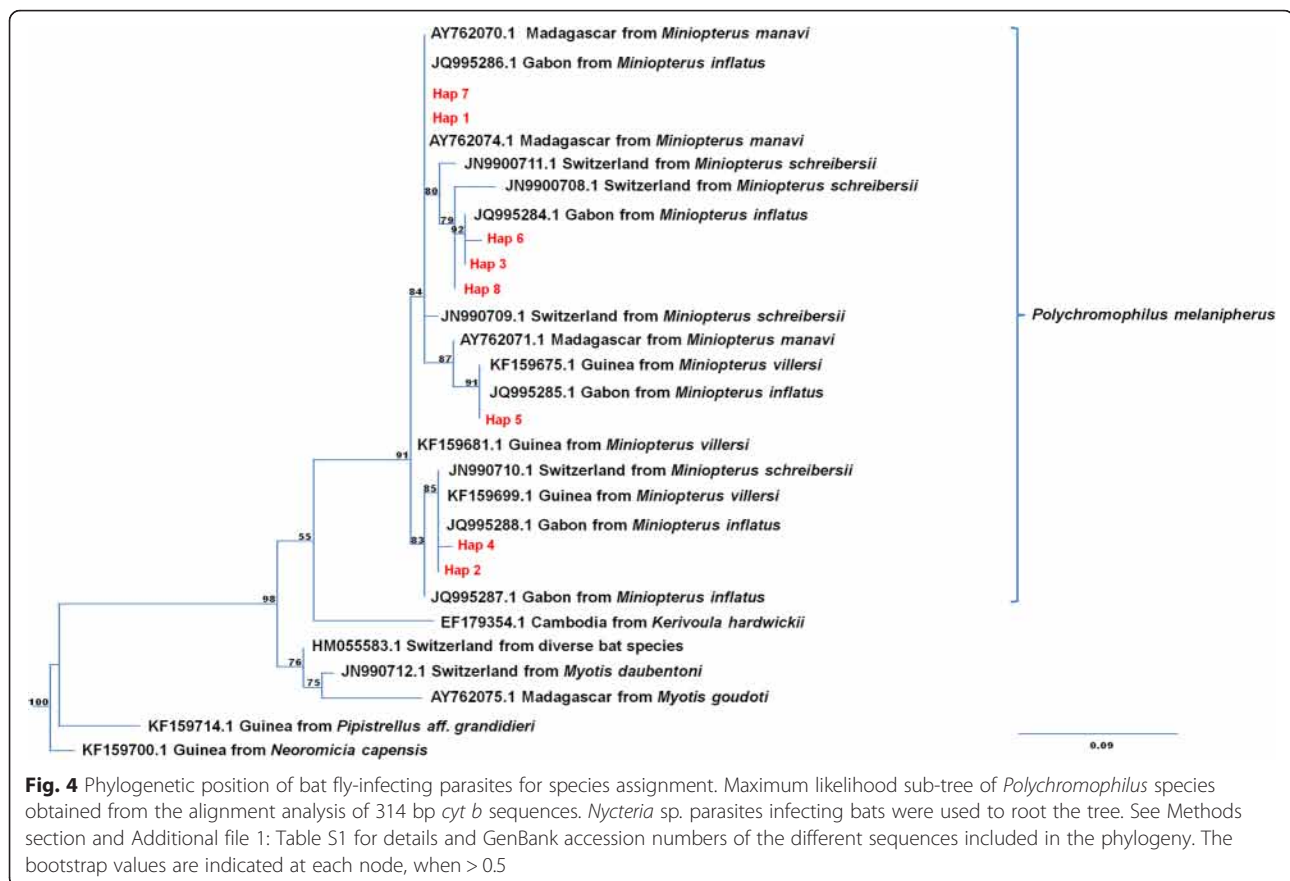 AY762070.1 Madagascar from Miniopterus manavi
JQ995286.1 Gabon from Miniopterus inflatus
Hap 7
Hap 1
AY762074.1 Madagascar from Miniopterus manavi
JN9900711.1 Switzerland from Miniopterus schreibersii
80
JN9900708.1 Switzerland from Miniopterus schreibersii
79
JQ995284.1 Gabon from Miniopterus inflatus
92
Hap 6
Hap 3
Hap 8
84
JN990709.1 Switzerland from Miniopterus schreibersii
Polychromophilus melanipherus
AY762071.1 Madagascar from Miniopterus manavi
87
KF159675.1 Guinea from Miniopterus villersi
91
JQ995285.1 Gabon from Miniopterus inflatus
Hap 5
KF159681.1 Guinea from Miniopterus villersi
91
JN990710.1 Switzerland from Miniopterus schreibersii
85
KF159699.1 Guinea from Miniopterus villersi
JQ995288.1 Gabon from Miniopterus inflatus
83
Hap 4
55
Hap 2
JQ995287.1 Gabon from Miniopterus inflatus
98
EF179354.1 Cambodia from Kerivoula hardwickii
HM055583.1 Switzerland from diverse bat species
76
JN990712.1 Switzerland from Myotis daubentoni
75
AY762075.1 Madagascar from Myotis goudoti
100
KF159714.1 Guinea from Pipistrellus aff. grandidieri
KF159700.1 Guinea from Neoromicia capensis
0.09
Fig. 4 Phylogenetic position of bat fly-infecting parasites for species assignment. Maximum likelihood sub-tree of Polychromophilus species
obtained from the alignment analysis of 314 bp cyt b sequences. Nycteria sp. parasites infecting bats were used to root the tree. See Methods
section and Additional file 1: Table S1 for details and GenBank accession numbers of the different sequences included in the phylogeny. The
bootstrap values are indicated at each node, when > 0.5